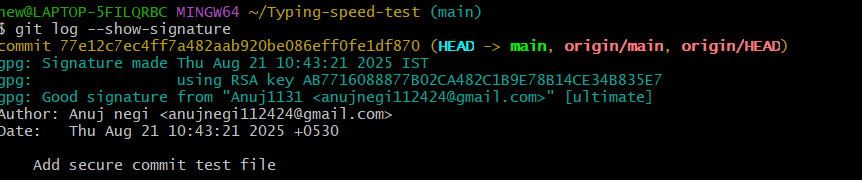 new@LAPTOP-5FILQRBC MINGW64 ~/Typing-speed-test (main)
$ git log --show-signature
commit 77e12c7ec4ff7a482aab920be086eff0fe1df870 (HEAD -> main, origin/main, origin/HEAD)
gpg: Signature made Thu Aug 21 10:43:21 2025 IST
gpg:                using RSA key AB7716088877B02CA482C1B9E78B14CE34B835E7
gpg: Good signature from "Anuj1131 <anujnegi112424@gmail.com>" [ultimate]
Author: Anuj negi <anujnegi112424@gmail.com>
Date:   Thu Aug 21 10:43:21 2025 +0530
    Add secure commit test file